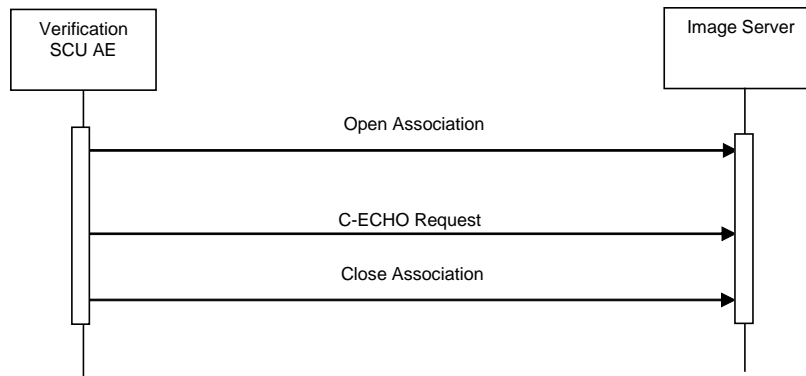 Verification
SCU AE
Image Server
Open Association
C-ECHO Request
Close Association